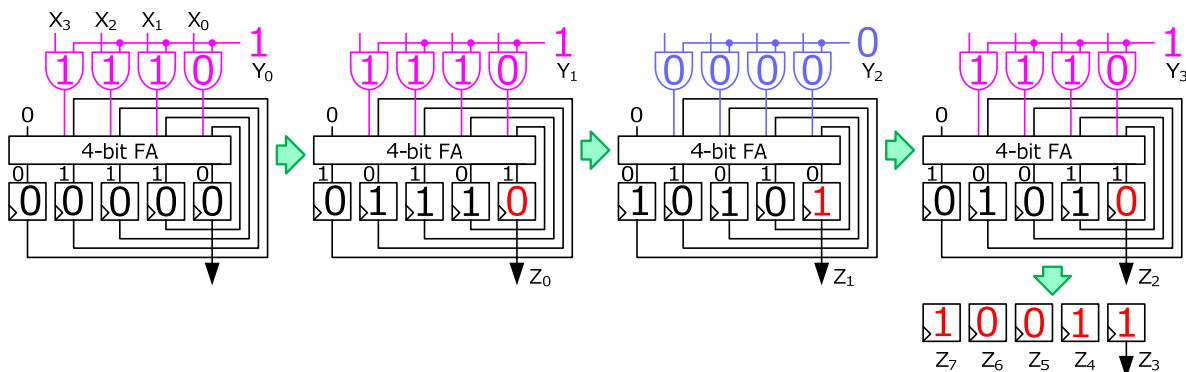 X3 X2 X1 X0
1 1 1 0 1 1 1 1 0 1 0 0 0 0 0 1 1 1 0 1
Y0 Y1 Y2 Y3
0 0 0 0
4-bit FA 4-bit FA 4-bit FA 4-bit FA
0 1 1 1 0 1 0 1 0 1 0 1 0 1 0 1 0 0 1 1
0 0 0 0 0 0 1 1 1 0 1 0 1 0 1 0 1 0 1 0
Z0 Z1 Z2
1 0 0 1 1
Z7 Z6 Z5 Z4 Z3